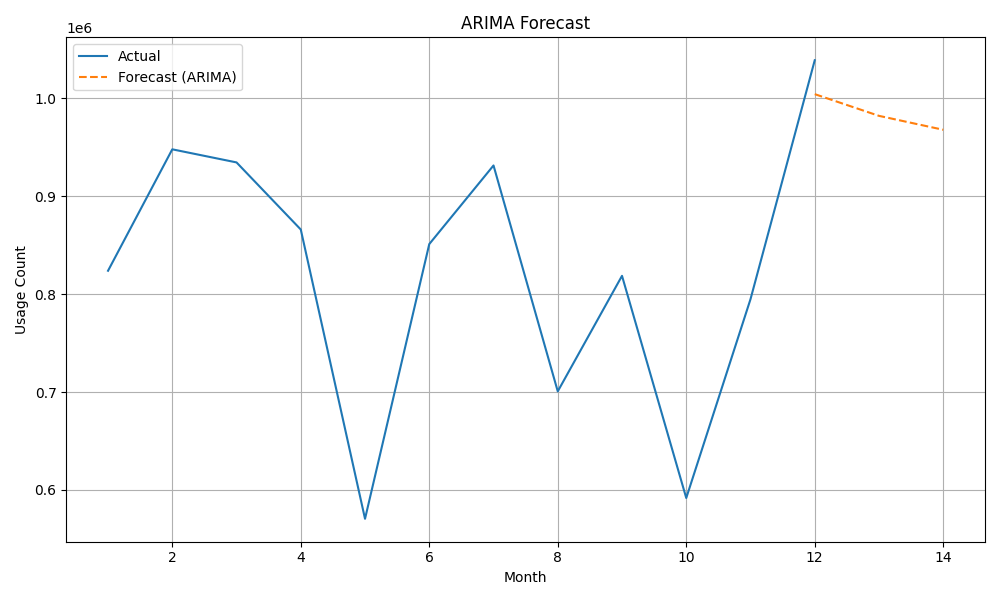 ARIMA Forecast
1e6
Actual
Forecast (ARIMA)
1.0
0.9
0.8
0.7
0.6
Usage Count
2 4 6 8 10 12 14
Month